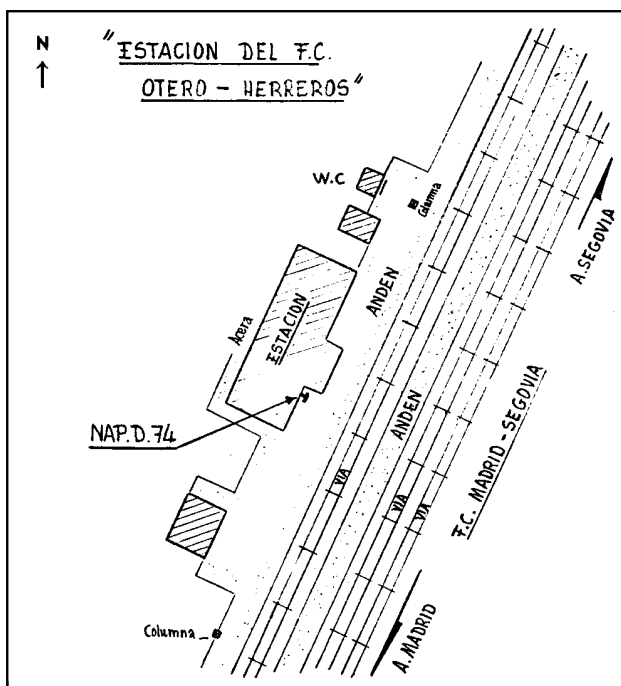 N
"ESTACION DEL F.C.
OTERO - HERREROS"
W.C
Columna
A.SEGOVIA
ANDEN
Acera
ESTACION
ANDEN
NAP.D.74
F.C. MADRID-SEGOVIA
VIA
VIA
VIA
Columna
A.MADRID